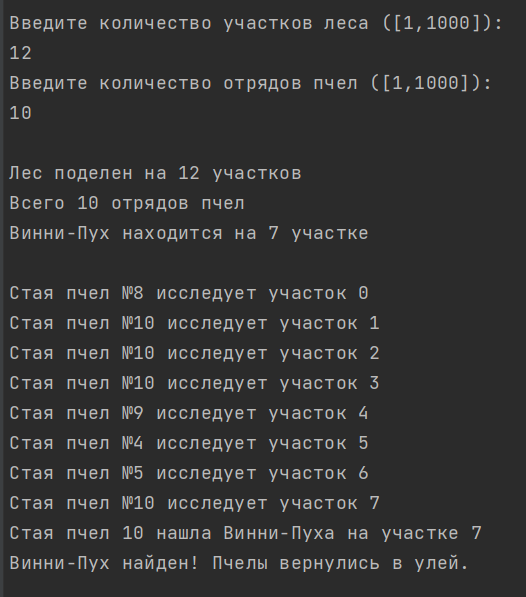 Введите количество участков леса ([1,1000]):
12
Введите количество отрядов пчел ([1,1000]):
10
Лес поделен на 12 участков
Всего 10 отрядов пчел
Винни-Пух находится на 7 участке
Стая пчел №8 исследует участок 0
Стая пчел №10 исследует участок 1
Стая пчел №10 исследует участок 2
Стая пчел №10 исследует участок 3
Стая пчел №9 исследует участок 4
Стая пчел №4 исследует участок 5
Стая пчел №5 исследует участок 6
Стая пчел №10 исследует участок 7
Стая пчел 10 нашла Винни-Пуха на участке 7
Винни-Пух найден! Пчелы вернулись в улей.